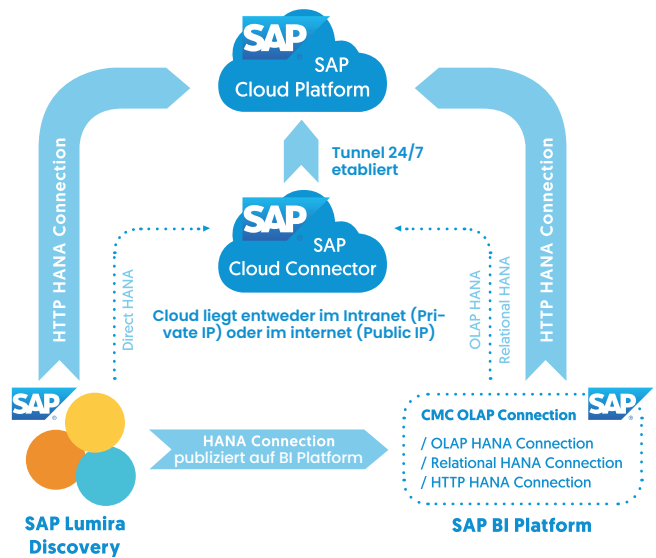 SAP
SAP
Cloud Platform
Tunnel 24/7
etabliert
HTTP HANA Connection
HTTP HANA Connection
SAP
SAP
Cloud Connector
Direct HANA
OLAP HANA
Relational HANA
Cloud liegt entweder im Intranet (Pri-
vate IP) oder im internet (Public IP)
SAP
SAP
HANA Connection
publiziert auf BI Platform
CMC OLAP Connection
/ OLAP HANA Connection
/ Relational HANA Connection
/ HTTP HANA Connection
SAP Lumira
Discovery
SAP BI Platform